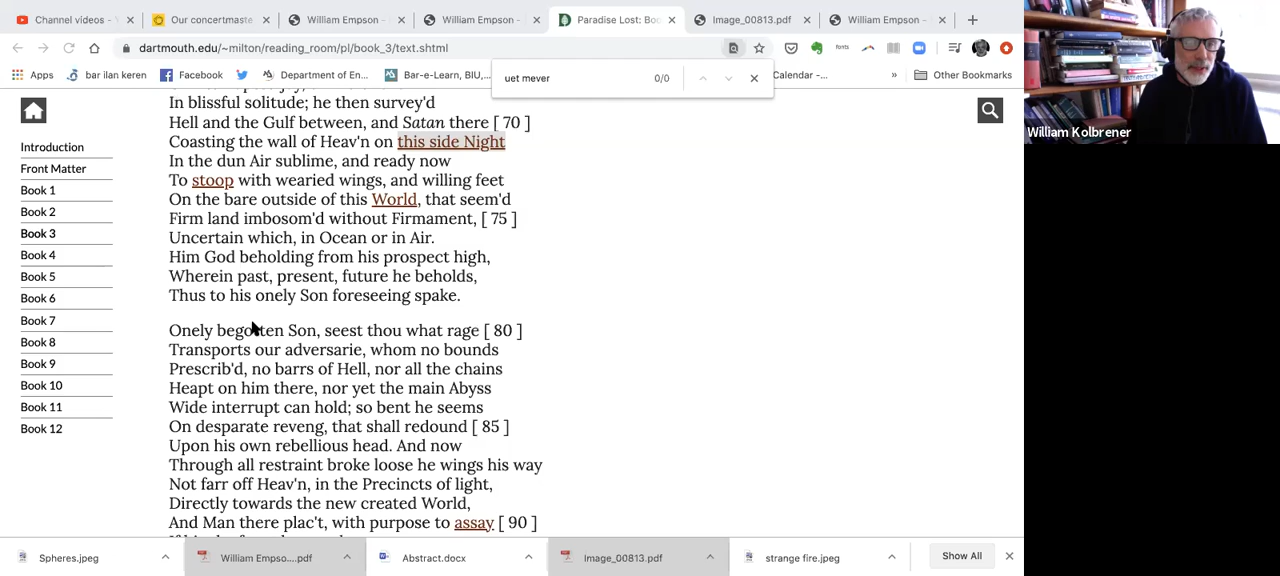 Channel videos - Y
Our concertmaste
William Empson -
William Empson -
Paradise Lost: Boo
Image_00813.pdf
William Empson -
dartmouth.edu/~milton/reading_room/pl/book_3/text.shtml
fonts
Apps
bar ilan keren
Facebook
Department of En...
Bar-e-Learn, BIU,...
Calendar -...
»
Other Bookmarks
uet mever
0/0
William Kolbrener
In blissful solitude; he then survey'd
Hell and the Gulf between, and Satan there [ 70 ]
Coasting the wall of Heav'n on this side Night
In the dun Air sublime, and ready now
To stoop with wearied wings, and willing feet
On the bare outside of this World, that seem'd
Firm land imbosom'd without Firmament, [ 75 ]
Uncertain which, in Ocean or in Air.
Him God beholding from his prospect high,
Wherein past, present, future he beholds,
Thus to his onely Son foreseeing spake.
Onely begotten Son, seest thou what rage [ 80 ]
Transports our adversarie, whom no bounds
Prescrib'd, no barrs of Hell, nor all the chains
Heapt on him there, nor yet the main Abyss
Wide interrupt can hold; so bent he seems
On desparate reveng, that shall redound [ 85 ]
Upon his own rebellious head. And now
Through all restraint broke loose he wings his way
Not farr off Heav'n, in the Precincts of light,
Directly towards the new created World,
And Man there plac't, with purpose to assay [ 90 ]
Introduction
Front Matter
Book 1
Book 2
Book 3
Book 4
Book 5
Book 6
Book 7
Book 8
Book 9
Book 10
Book 11
Book 12
Spheres.jpeg
William Empso....pdf
Abstract.docx
Image_00813.pdf
strange fire.jpeg
Show All